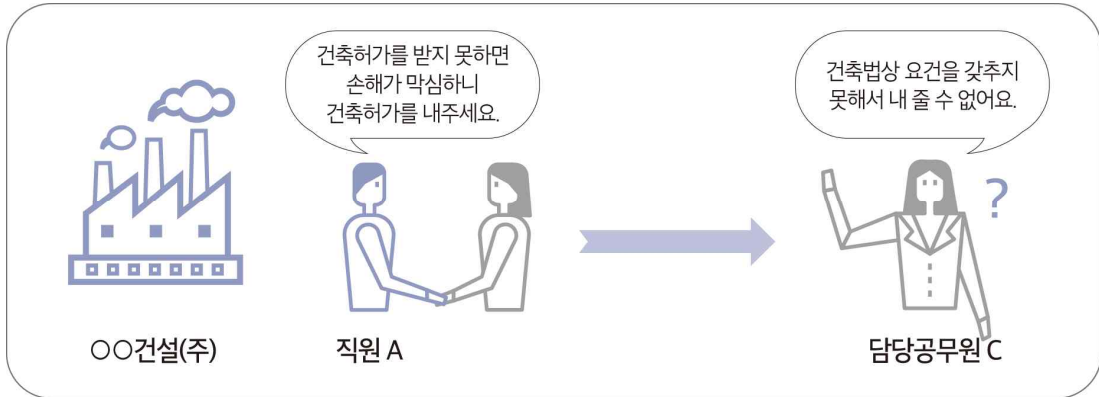 건축허가를 받지 못하면
손해가 막심하니
건축허가를 내주세요.
건축법상 요건을 갖추지
못해서 내 줄 수 없어요.
?
○○건설(주)
직원 A
담당공무원 C